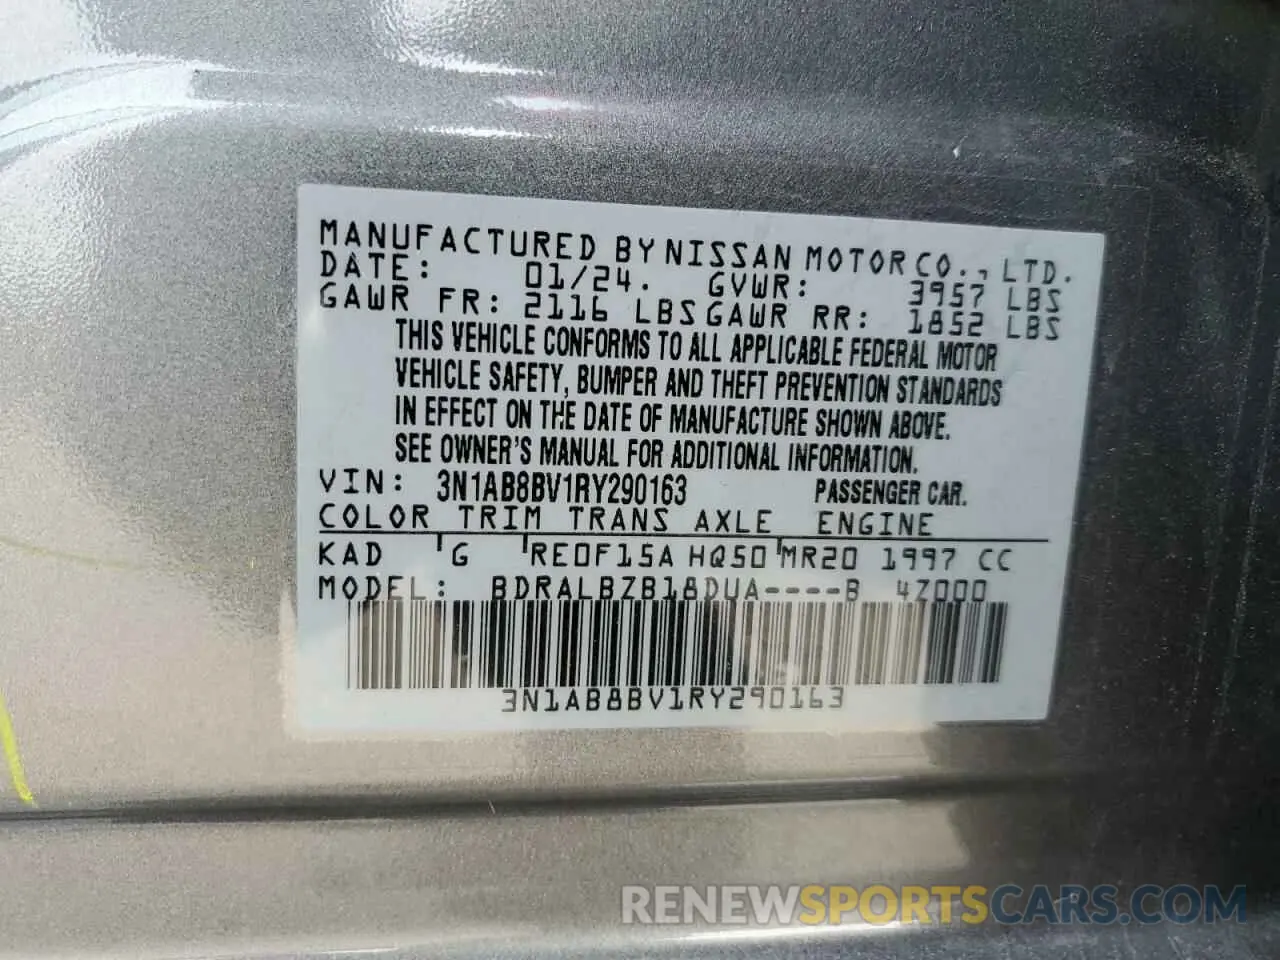 MANUFACTURED BY NISSAN MOTOR CO., LTD.
DATE: 01/24. GVWR: 3957 LBS
GAWR FR: 2116 LBS GAWR RR: 1852 LBS
THIS VEHICLE CONFORMS TO ALL APPLICABLE FEDERAL MOTOR
VEHICLE SAFETY, BUMPER AND THEFT PREVENTION STANDARDS
IN EFFECT ON THE DATE OF MANUFACTURE SHOWN ABOVE.
SEE OWNER'S MANUAL FOR ADDITIONAL INFORMATION.
VIN: 3N1AB8BV1RY290163 PASSENGER CAR.
COLOR TRIM TRANS AXLE ENGINE
KAD G RE0F15A HQ50 MR20 1997 CC
MODEL: BDRALBZB18DUA----B 4Z000
3N1AB8BV1RY290163
RENEWSPORTSCARS.COM